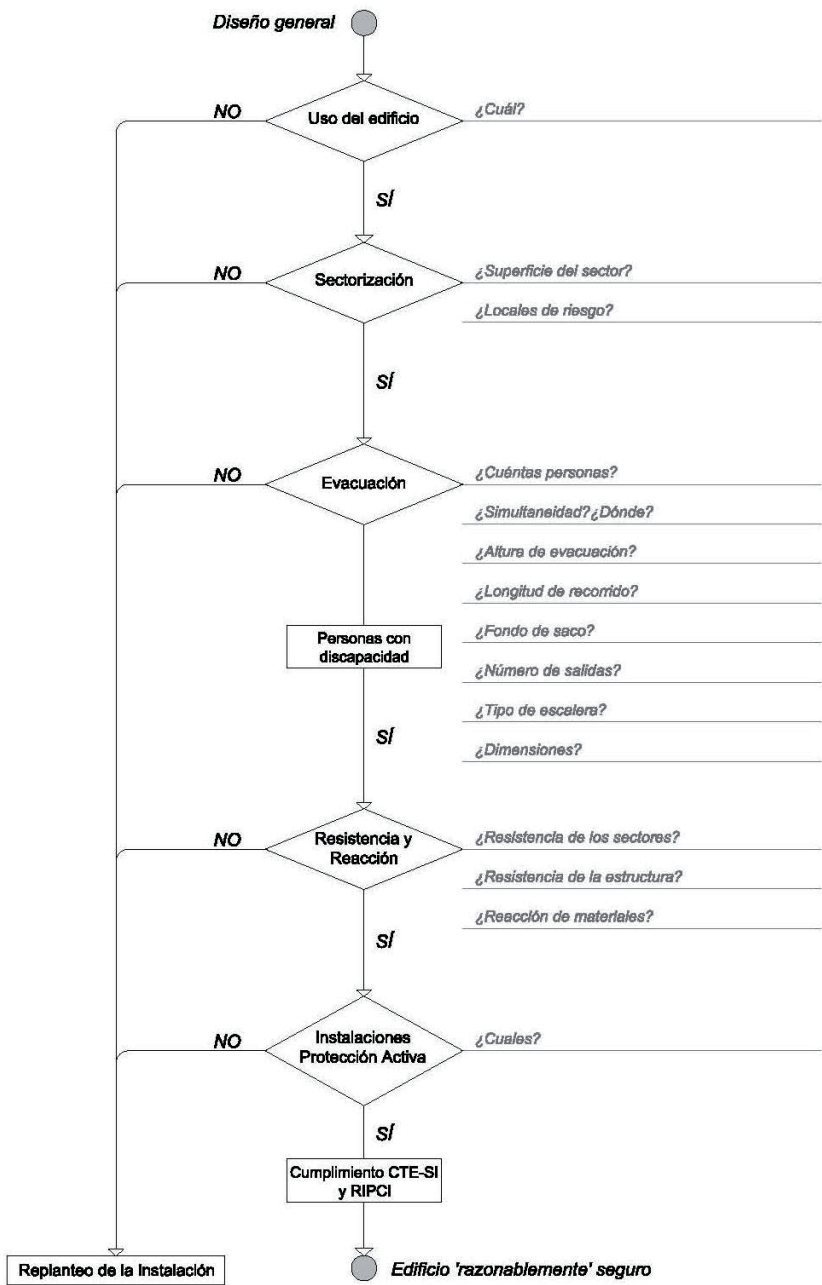 Diseño general
NO
Uso del edificio
¿Cuál?
SÍ
NO
Sectorización
¿Superficie del sector?
¿Locales de riesgo?
SÍ
NO
Evacuación
¿Cuéntas personas?
¿Simultaneidad?¿Dónde?
¿Altura de evacuación?
¿Longitud de recorrido?
Personas con
discapacidad
¿Fondo de saco?
¿Número de salidas?
¿Tipo de escalera?
SÍ
¿Dimensiones?
NO
Resistencia y
Reacción
¿Resistencia de los sectores?
¿Resistencia de la estructura?
¿Reacción de materiales?
SÍ
NO
Instalaciones
Protección Activa
¿Cuales?
SÍ
Cumplimiento CTE-SI
y RIPCI
Replanteo de la Instalación
Edificio 'razonablemente' seguro